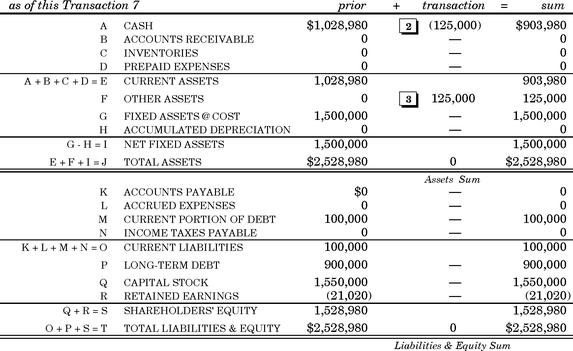 as of this Transaction 7 prior + transaction = sum
A CASH $1,028,980 2 (125,000) $903,980
B ACCOUNTS RECEIVABLE 0 — 0
C INVENTORIES 0 — 0
D PREPAID EXPENSES 0 — 0
A + B + C + D = E CURRENT ASSETS 1,028,980 903,980
F OTHER ASSETS 0 3 125,000 125,000
G FIXED ASSETS @ COST 1,500,000 — 1,500,000
H ACCUMULATED DEPRECIATION 0 — 0
G - H = I NET FIXED ASSETS 1,500,000 1,500,000
E + F + I = J TOTAL ASSETS $2,528,980 0 $2,528,980
Assets Sum
K ACCOUNTS PAYABLE $0 — 0
L ACCRUED EXPENSES 0 — 0
M CURRENT PORTION OF DEBT 100,000 — 100,000
N INCOME TAXES PAYABLE 0 — 0
K + L + M + N = O CURRENT LIABILITIES 100,000 100,000
P LONG-TERM DEBT 900,000 — 900,000
Q CAPITAL STOCK 1,550,000 — 1,550,000
R RETAINED EARNINGS (21,020) — (21,020)
Q + R = S SHAREHOLDERS' EQUITY 1,528,980 1,528,980
O + P + S = T TOTAL LIABILITIES & EQUITY $2,528,980 0 $2,528,980
Liabilities & Equity Sum